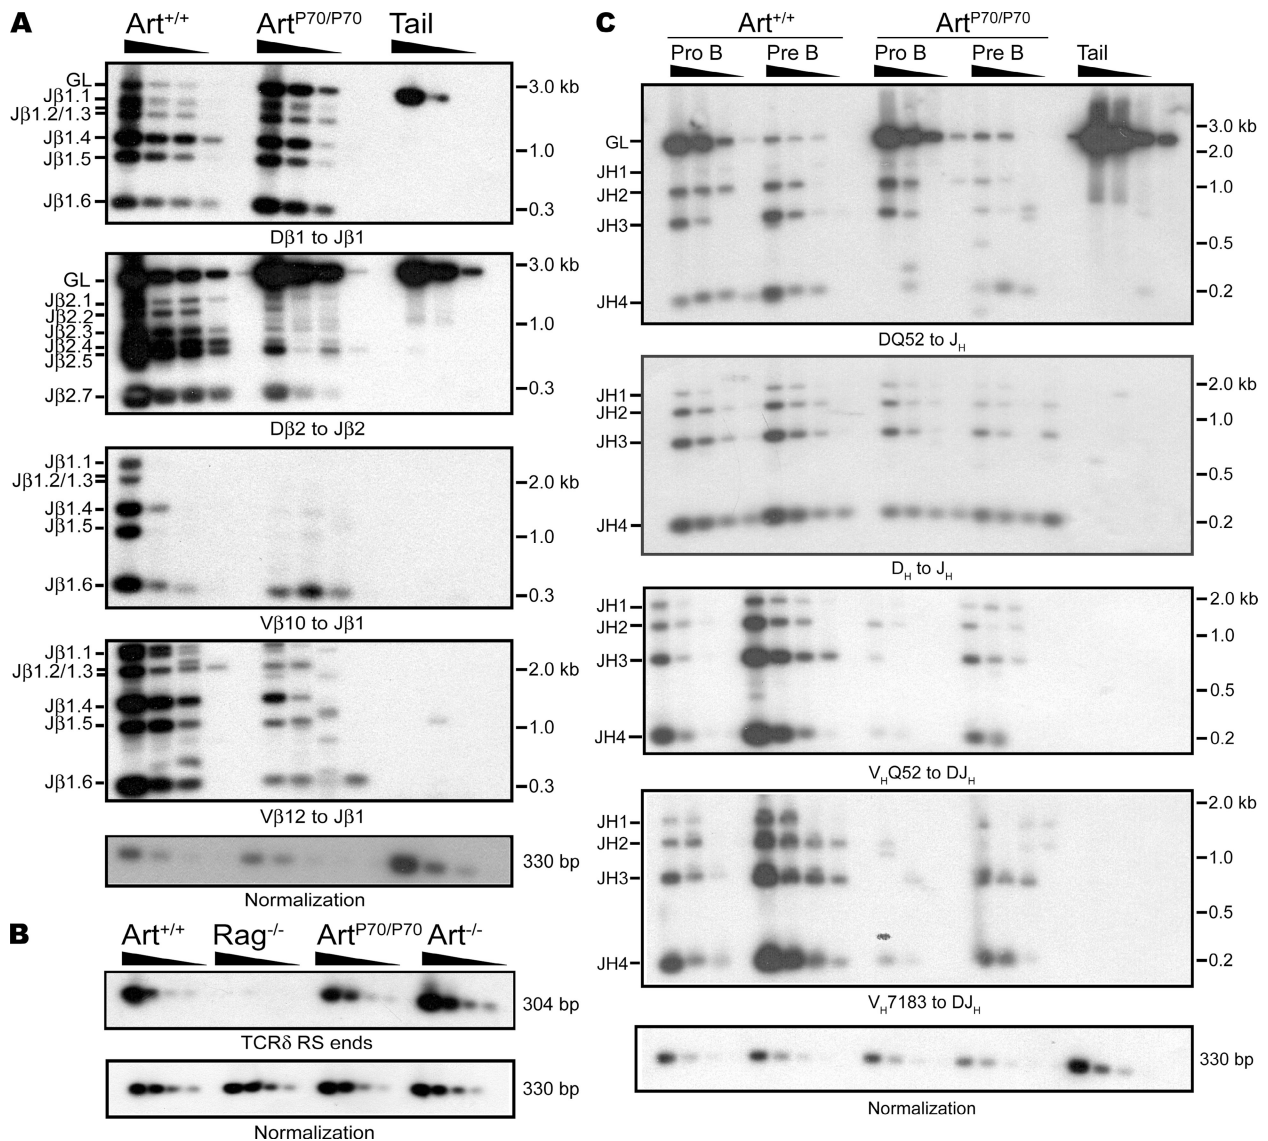 A
Art+/+ ArtP70/P70 Tail
GL
Jβ1.1
Jβ1.2/1.3
Jβ1.4
Jβ1.5
Jβ1.6
3.0 kb
1.0
0.3
Dβ1 to Jβ1
GL
Jβ2.1
Jβ2.2
Jβ2.3
Jβ2.4
Jβ2.5
Jβ2.7
3.0 kb
1.0
0.3
Dβ2 to Jβ2
Jβ1.1
Jβ1.2/1.3
Jβ1.4
Jβ1.5
Jβ1.6
2.0 kb
1.0
0.3
Vβ10 to Jβ1
Jβ1.1
Jβ1.2/1.3
Jβ1.4
Jβ1.5
Jβ1.6
2.0 kb
1.0
0.3
Vβ12 to Jβ1
330 bp
Normalization
B
Art+/+ Rag-/- ArtP70/P70 Art-/-
304 bp
TCRδ RS ends
330 bp
Normalization
C
Art+/+ ArtP70/P70
Pro B Pre B Pro B Pre B Tail
GL
JH1
JH2
JH3
JH4
3.0 kb
2.0
1.0
0.5
0.2
DQ52 to JH
JH1
JH2
JH3
JH4
2.0 kb
1.0
0.5
0.2
DH to JH
JH1
JH2
JH3
JH4
2.0 kb
1.0
0.5
0.2
VHQ52 to DJH
JH1
JH2
JH3
JH4
2.0 kb
1.0
0.5
0.2
VH7183 to DJH
330 bp
Normalization